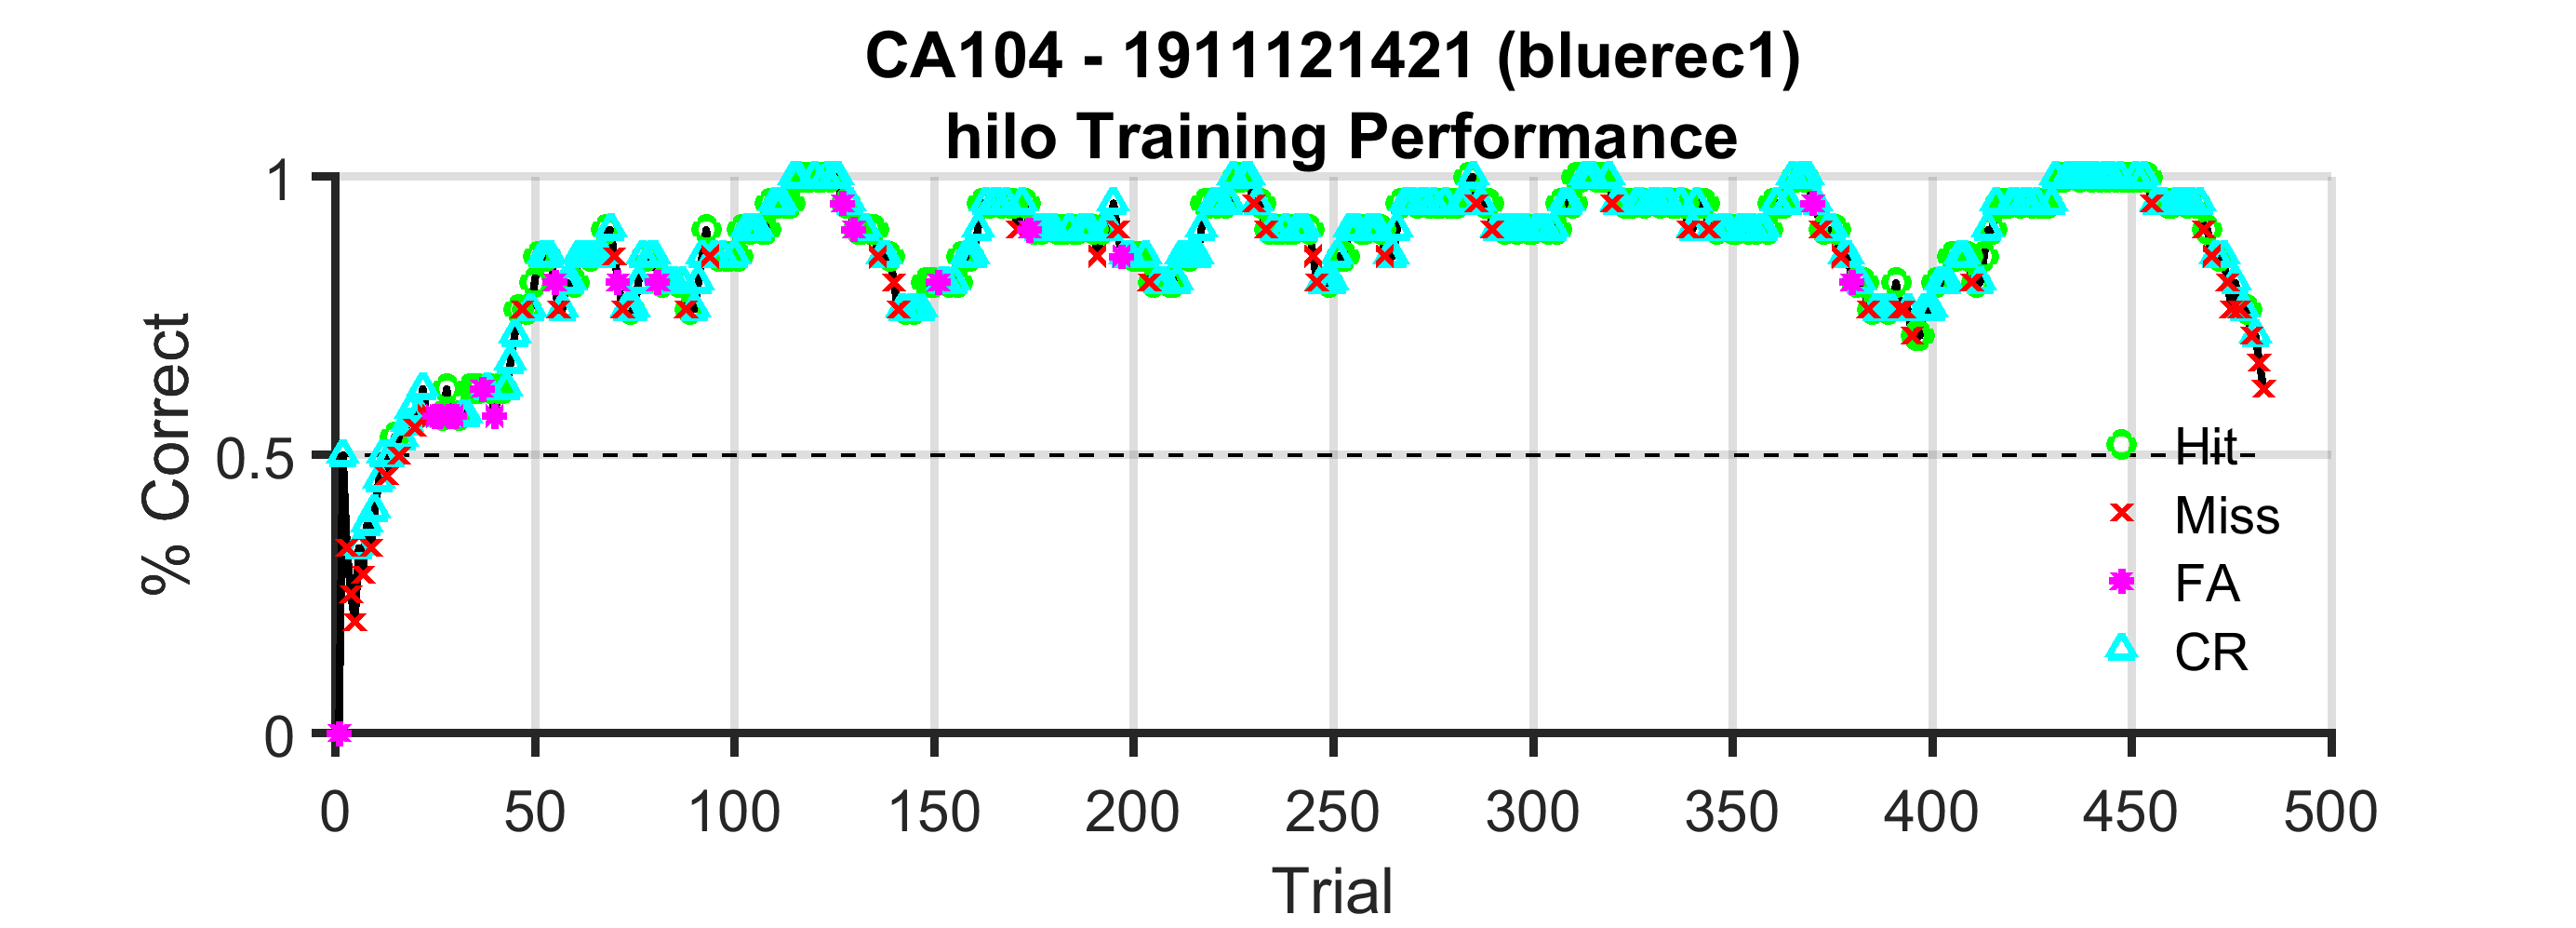 CA104 - 1911121421 (bluerec1)
hilo Training Performance
1
0.5
0
% Correct
Hit
Miss
FA
CR
0 50 100 150 200 250 300 350 400 450 500
Trial